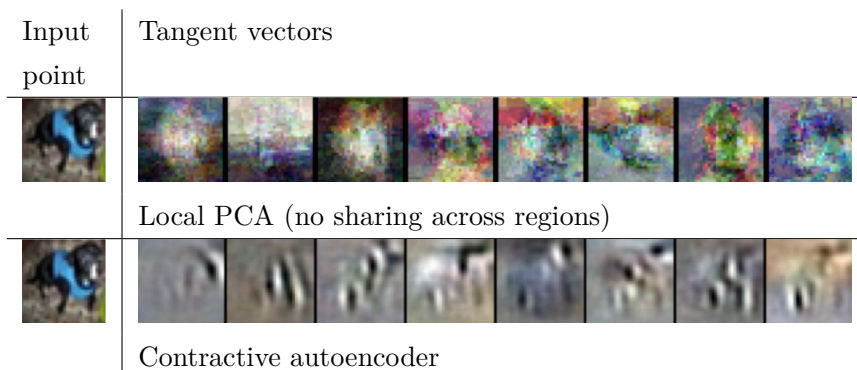 Input
point
Tangent vectors
Local PCA (no sharing across regions)
Contractive autoencoder